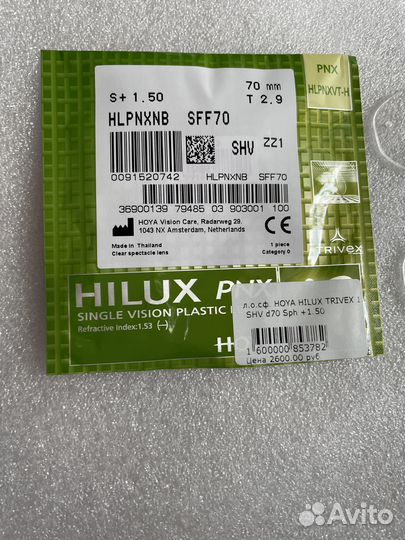 S+ 1.50 70 mm
T 2.9
HLPNXNB SFF70
SHV ZZ1
0091520742 HLPNXNB SFF70
36900139 79485 03 903001 100
HOYA Vision Care, Radarweg 29,
1043 NX Amsterdam, Netherlands
CE
Made in Thailand 1 piece
Clear spectacle lens Category 0
PNX
HLPNXVT-H
TRIVEX
HILUX PNX
SINGLE VISION PLASTIC
Refractive Index:1.53 (–)
л.о.сф. HOYA HILUX TRIVEX 1
SHV d70 Sph +1.50
1 600000 853782
Цена 2600.00 руб
Avito